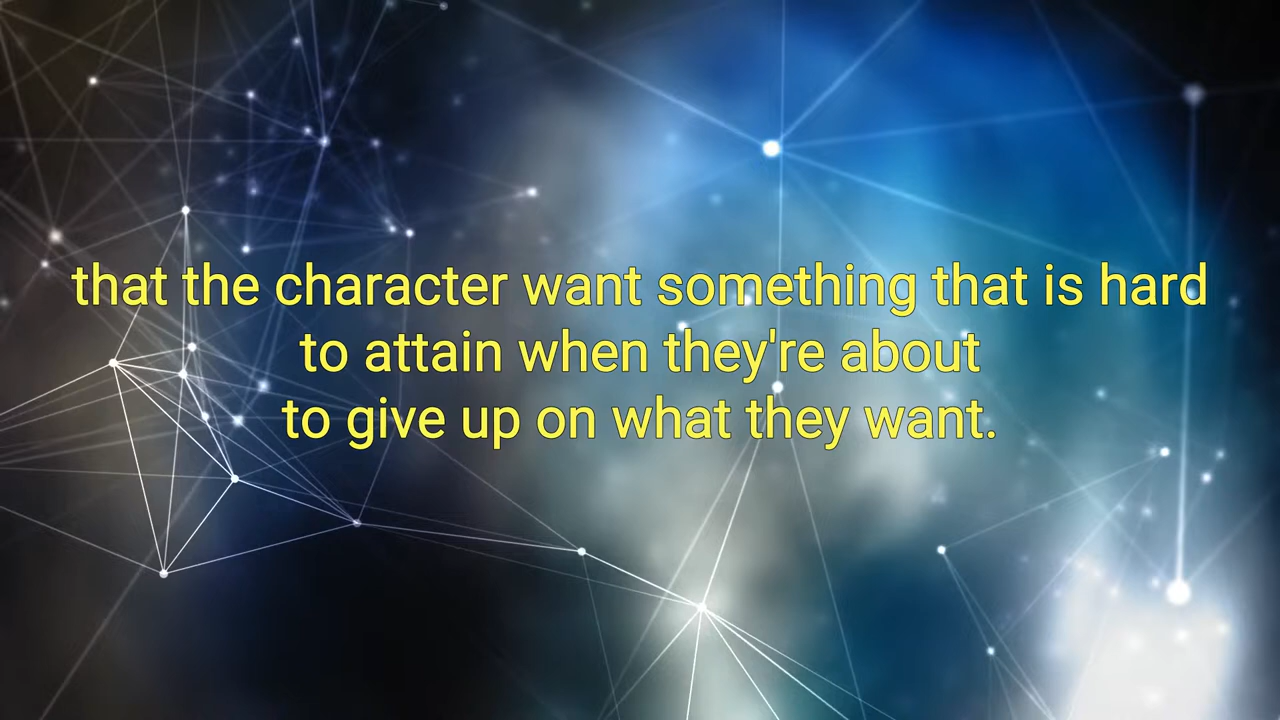 that the character want something that is hard
to attain when they're about
to give up on what they want.